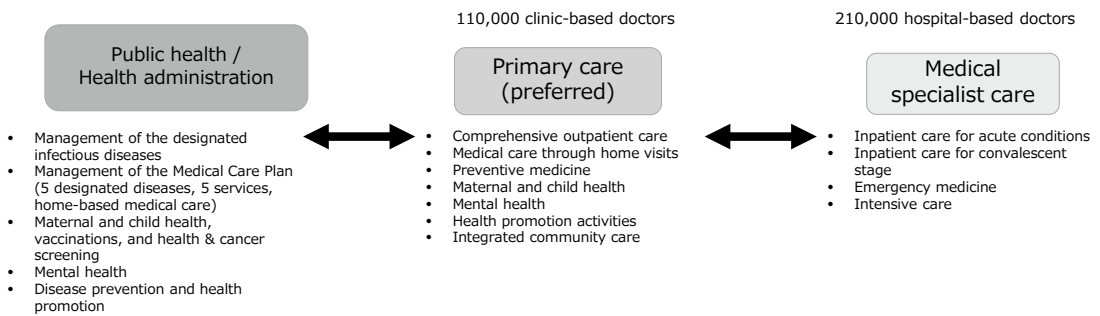 110,000 clinic-based doctors
210,000 hospital-based doctors
Public health /
Health administration
Primary care
(preferred)
Medical
specialist care
• Management of the designated
infectious diseases
• Management of the Medical Care Plan
(5 designated diseases, 5 services,
home-based medical care)
• Maternal and child health,
vaccinations, and health & cancer
screening
• Mental health
• Disease prevention and health
promotion
• Comprehensive outpatient care
• Medical care through home visits
• Preventive medicine
• Maternal and child health
• Mental health
• Health promotion activities
• Integrated community care
• Inpatient care for acute conditions
• Inpatient care for convalescent
stage
• Emergency medicine
• Intensive care